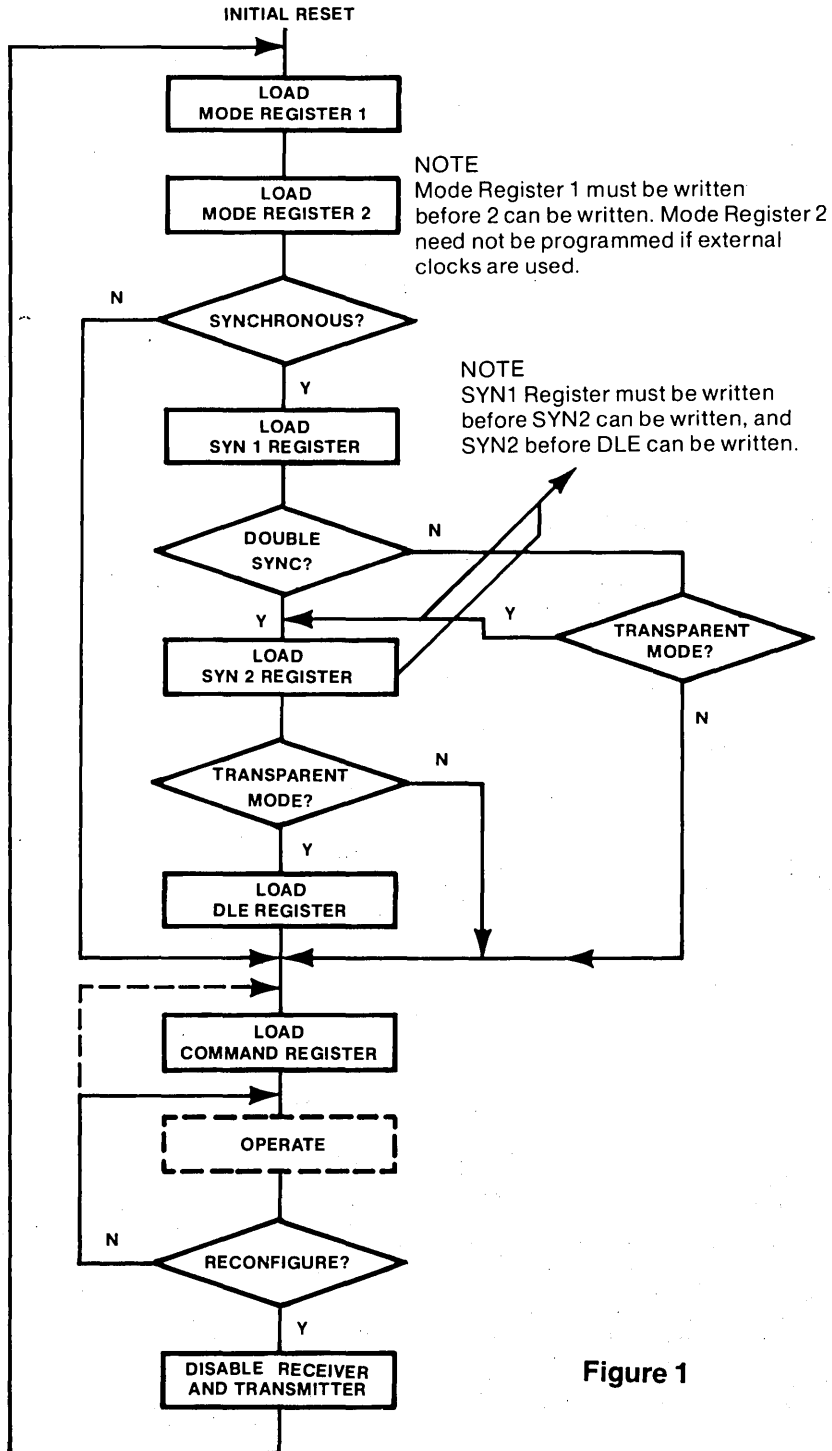 INITIAL RESET
LOAD
MODE REGISTER 1
LOAD
MODE REGISTER 2
NOTE
Mode Register 1 must be written
before 2 can be written. Mode Register 2
need not be programmed if external
clocks are used.
N
SYNCHRONOUS?
Y
NOTE
SYN1 Register must be written
before SYN2 can be written, and
SYN2 before DLE can be written.
LOAD
SYN 1 REGISTER
DOUBLE
SYNC?
N
Y
Y
TRANSPARENT
MODE?
LOAD
SYN 2 REGISTER
N
TRANSPARENT
MODE?
N
Y
LOAD
DLE REGISTER
LOAD
COMMAND REGISTER
OPERATE
N
RECONFIGURE?
Y
DISABLE RECEIVER
AND TRANSMITTER
Figure 1